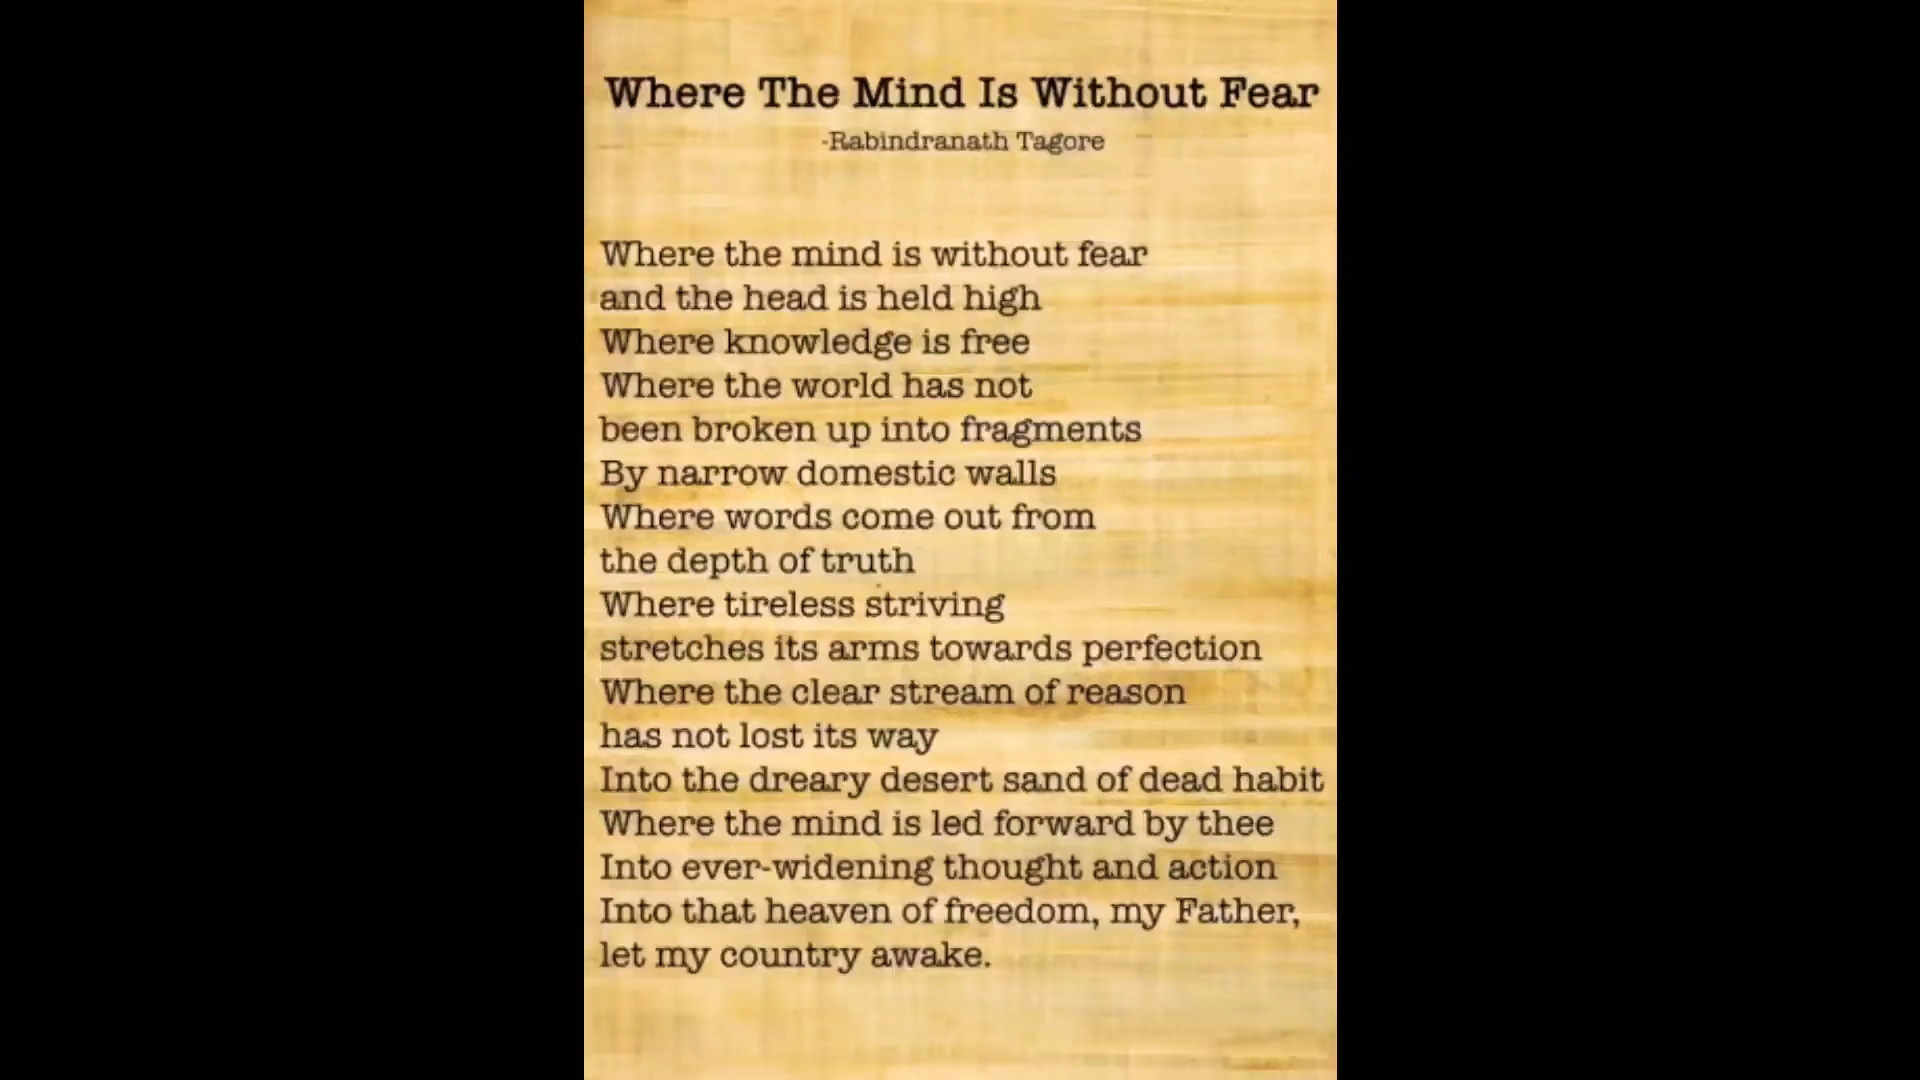 Where The Mind Is Without Fear
-Rabindranath Tagore
Where the mind is without fear
and the head is held high
Where knowledge is free
Where the world has not
been broken up into fragments
By narrow domestic walls
Where words come out from
the depth of truth
Where tireless striving
stretches its arms towards perfection
Where the clear stream of reason
has not lost its way
Into the dreary desert sand of dead habit
Where the mind is led forward by thee
Into ever-widening thought and action
Into that heaven of freedom, my Father,
let my country awake.